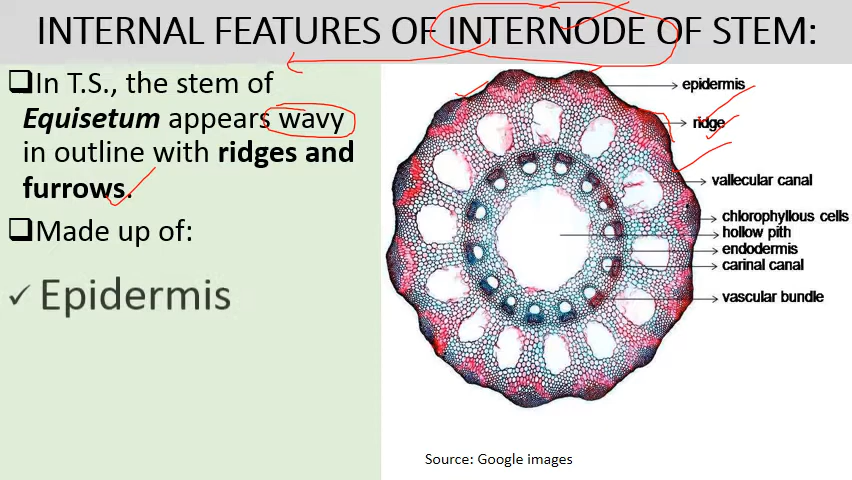 INTERNAL FEATURES OF INTERNODE OF STEM:
❑In T.S., the stem of
Equisetum appears wavy
in outline with ridges and
furrows.
❑Made up of:
✓ Epidermis
epidermis
ridge
vallecular canal
chlorophyllous cells
hollow pith
endodermis
carinal canal
vascular bundle
Source: Google images